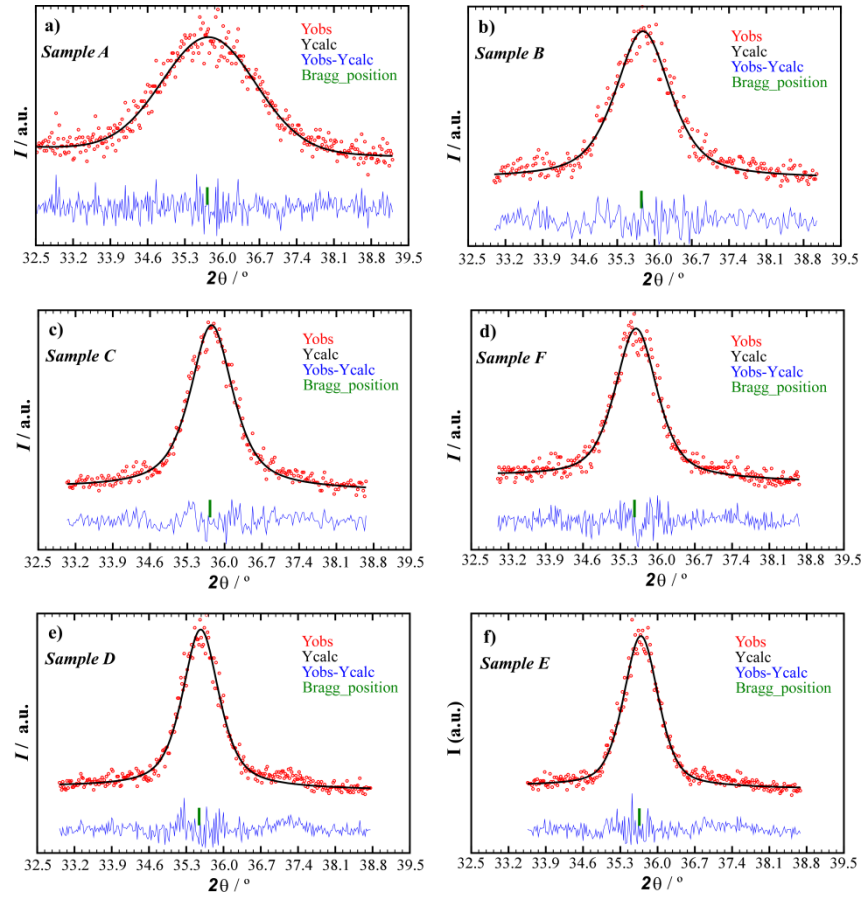 a)
Sample A
Yobs
Ycalc
Yobs-Ycalc
Bragg_position
I / a.u.
32.5 33.2 33.9 34.6 35.3 36.0 36.7 37.4 38.1 38.8 39.5
2θ / º
b)
Sample B
Yobs
Ycalc
Yobs-Ycalc
Bragg_position
I / a.u.
32.5 33.2 33.9 34.6 35.3 36.0 36.7 37.4 38.1 38.8 39.5
2θ / º
c)
Sample C
Yobs
Ycalc
Yobs-Ycalc
Bragg_position
I / a.u.
32.5 33.2 33.9 34.6 35.3 36.0 36.7 37.4 38.1 38.8 39.5
2θ / º
d)
Sample F
Yobs
Ycalc
Yobs-Ycalc
Bragg_position
I / a.u.
32.5 33.2 33.9 34.6 35.3 36.0 36.7 37.4 38.1 38.8 39.5
2θ / º
e)
Sample D
Yobs
Ycalc
Yobs-Ycalc
Bragg_position
I / a.u.
32.5 33.2 33.9 34.6 35.3 36.0 36.7 37.4 38.1 38.8 39.5
2θ / º
f)
Sample E
Yobs
Ycalc
Yobs-Ycalc
Bragg_position
I (a.u.)
32.5 33.2 33.9 34.6 35.3 36.0 36.7 37.4 38.1 38.8 39.5
2θ / º